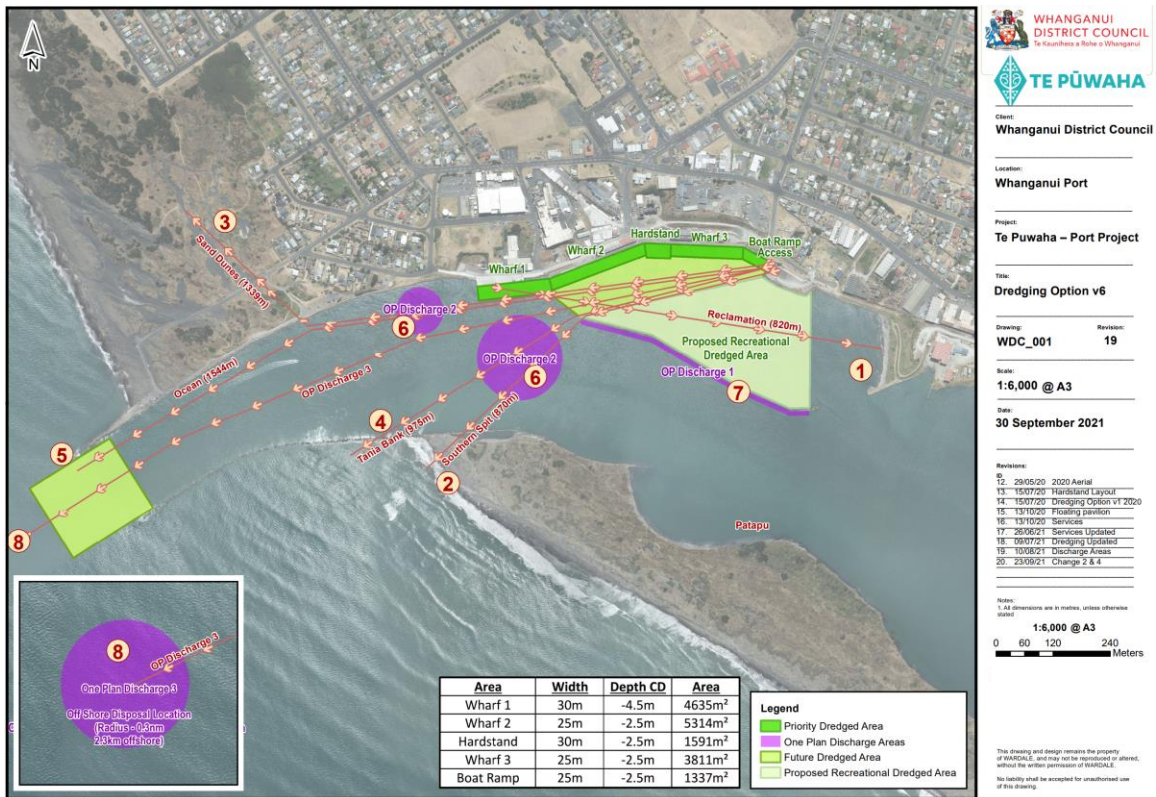 N
3
Sand Dunes (1339m)
Hardstand
Wharf 3
Wharf 2
Boat Ramp
Access
Wharf 1
OP Discharge 2
6
Reclamation (820m)
Proposed Recreational
Dredged Area
OP Discharge 2
6
OP Discharge 1
7
1
Ocean (1544m)
OP Discharge 3
4
Tania Bank (975m)
Southern Spit (870m)
2
5
8
Patapu
8
OP Discharge 3
One Plan Discharge 3
Off Shore Disposal Location
(Radius - 0.3nm
2.3km offshore)
Area Width Depth CD Area
Wharf 1 30m -4.5m 4635m²
Wharf 2 25m -2.5m 5314m²
Hardstand 30m -2.5m 1591m²
Wharf 3 25m -2.5m 3811m²
Boat Ramp 25m -2.5m 1337m²
Legend
Priority Dredged Area
One Plan Discharge Areas
Future Dredged Area
Proposed Recreational Dredged Area
WHANGANUI
DISTRICT COUNCIL
Te Kaunihera a Rohe o Whanganui
TE PŪWAHA
Client:
Whanganui District Council
Location:
Whanganui Port
Project:
Te Puwaha – Port Project
Title:
Dredging Option v6
Drawing: Revision:
WDC_001 19
Scale:
1:6,000 @ A3
Date:
30 September 2021
Revisions:
ID
12. 29/05/20 2020 Aerial
13. 15/07/20 Hardstand Layout
14. 15/07/20 Dredging Option v1 2020
15. 13/10/20 Floating pavilion
16. 13/10/20 Services
17. 26/06/21 Services Updated
18. 09/07/21 Dredging Updated
19. 10/08/21 Discharge Areas
20. 23/09/21 Change 2 & 4
Notes:
1. All dimensions are in metres, unless otherwise
stated
1:6,000 @ A3
0 60 120 240
Meters
This drawing and design remains the property
of WARDALE, and may not be reproduced or altered,
without the written permission of WARDALE.
No liability shall be accepted for unauthorised use
of this drawing.